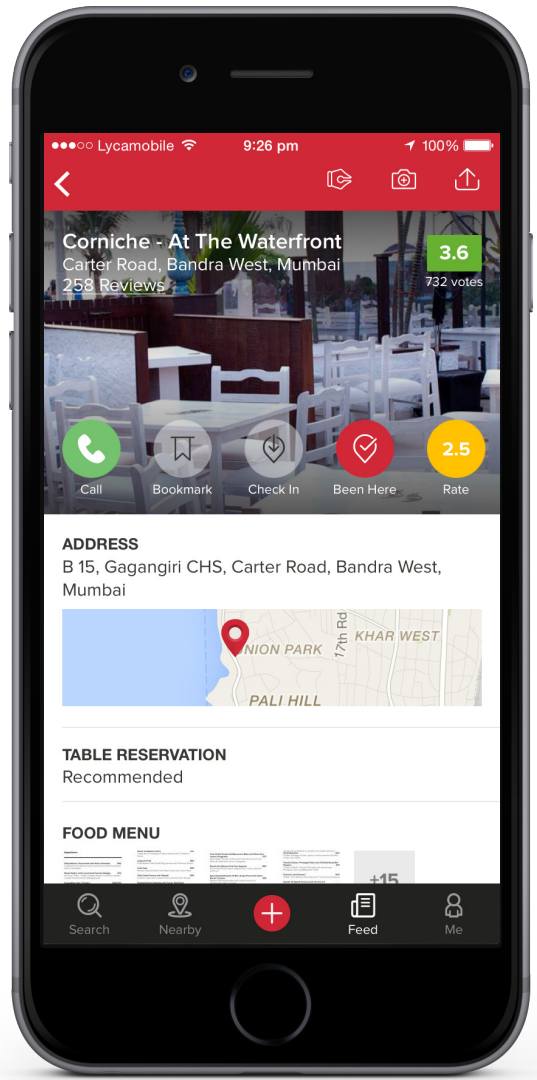 Lycamobile
9:26 pm
100%
Corniche - At The Waterfront
Carter Road, Bandra West, Mumbai
258 Reviews
3.6
732 votes
2.5
Call
Bookmark
Check In
Been Here
Rate
ADDRESS
B 15, Gagangiri CHS, Carter Road, Bandra West,
Mumbai
17th Rd
KHAR WEST
UNION PARK
PALI HILL
TABLE RESERVATION
Recommended
FOOD MENU
+15
Search
Nearby
Feed
Me